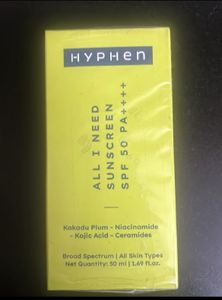 HYPHEN
ALL I NEED
SUNSCREEN
SPF 50 PA++++
Kakadu Plum - Niacinamide
- Kojic Acid - Ceramides
Broad Spectrum | All Skin Types
Net Quantity: 50 ml | 1.69 fl.oz.